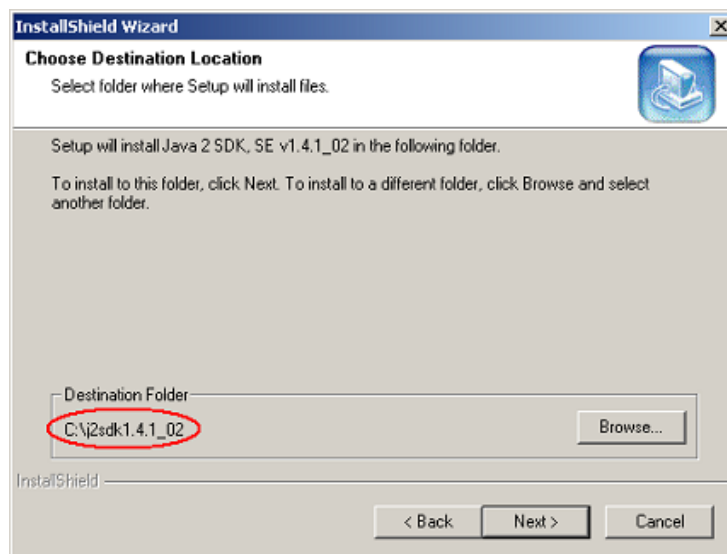 InstallShield Wizard
Choose Destination Location
Select folder where Setup will install files.
Setup will install Java 2 SDK, SE v1.4.1_02 in the following folder.
To install to this folder, click Next. To install to a different folder, click Browse and select
another folder.
Destination Folder
C:\j2sdk1.4.1_02
Browse...
InstallShield
< Back
Next >
Cancel